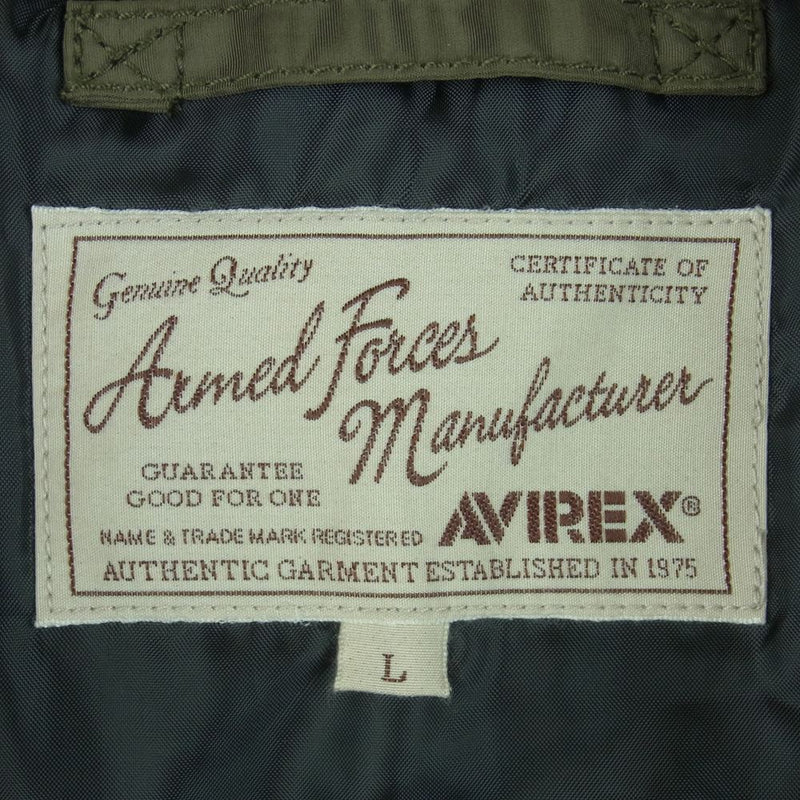 Genuine Quality
CERTIFICATE OF
AUTHENTICITY
Armed Forces
Manufacturer
GUARANTEE
GOOD FOR ONE
NAME & TRADE MARK REGISTERED
AVIREX®
AUTHENTIC GARMENT ESTABLISHED IN 1975
L